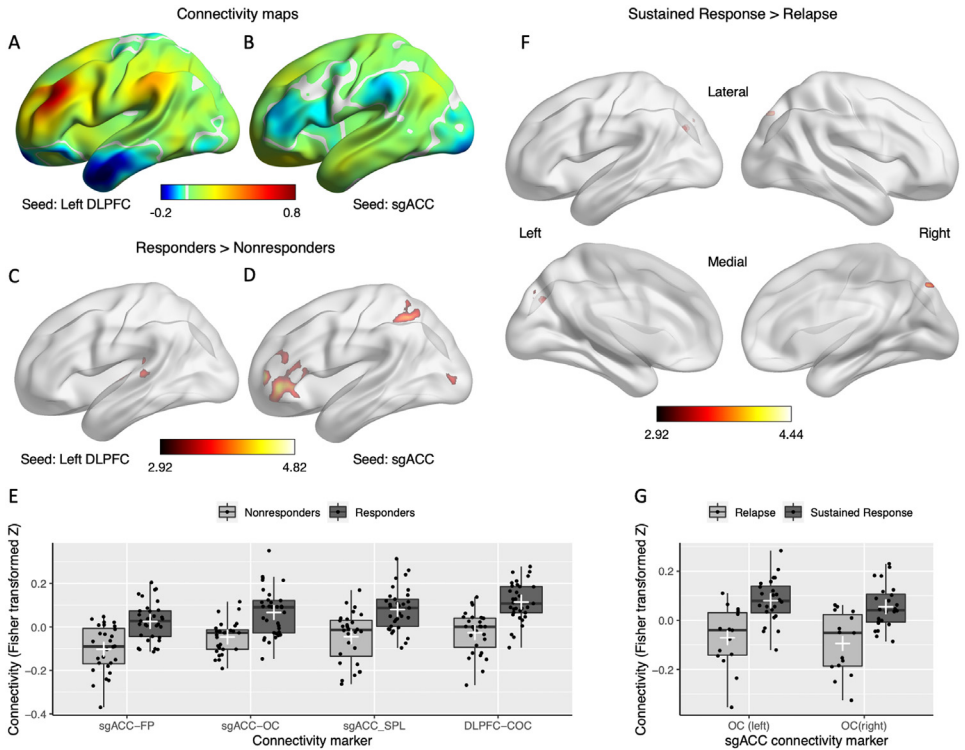 Connectivity maps
Sustained Response > Relapse
A
B
F
Lateral
Seed: Left DLPFC
-0.2
0.8
Seed: sgACC
Left
Right
Medial
Responders > Nonresponders
C
D
Seed: Left DLPFC
2.92
4.82
Seed: sgACC
2.92
4.44
E
Nonresponders
Responders
Connectivity (Fisher transformed Z)
0.2
0.0
−0.2
−0.4
sgACC−FP
sgACC−OC
sgACC_SPL
DLPFC−COC
Connectivity marker
G
Relapse
Sustained Response
Connectivity (Fisher transformed Z)
0.2
0.0
−0.2
−0.4
OC (left)
OC(right)
sgACC connectivity marker